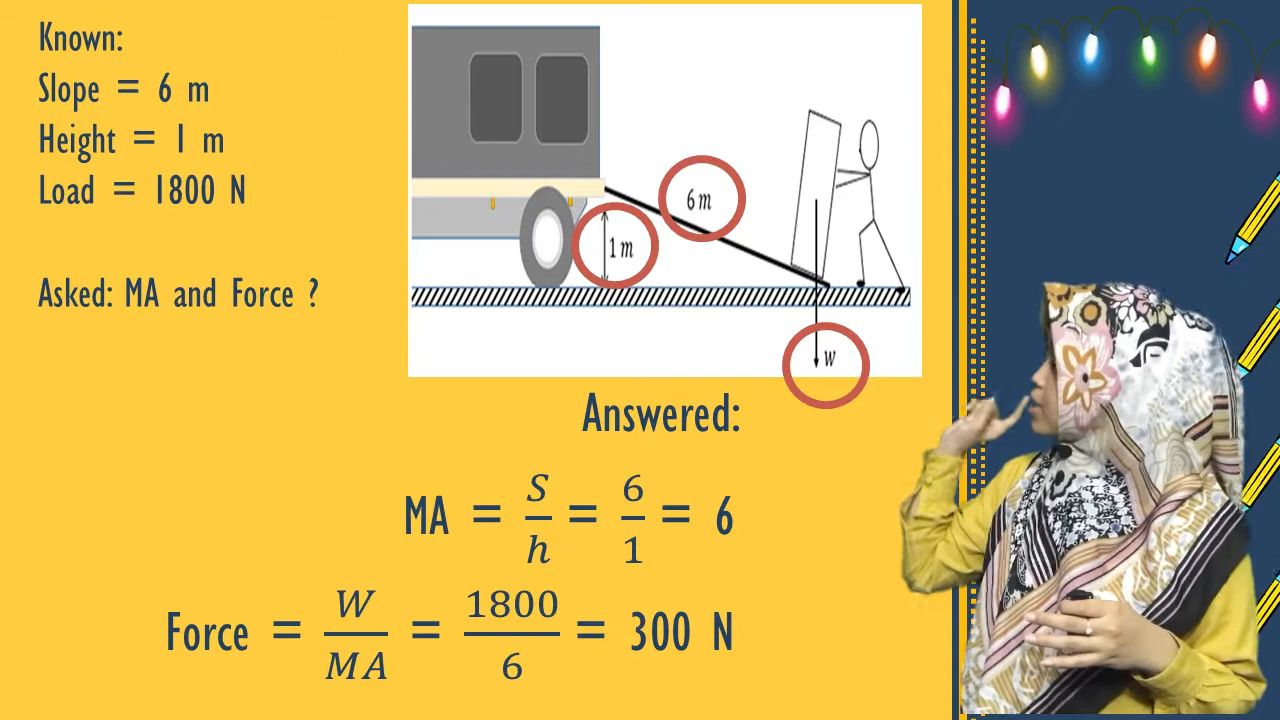 Known:
Slope = 6 m
Height = 1 m
Load = 1800 N
Asked: MA and Force ?
6 m
1 m
w
Answered:
MA = S/h = 6/1 = 6
Force = W/MA = 1800/6 = 300 N